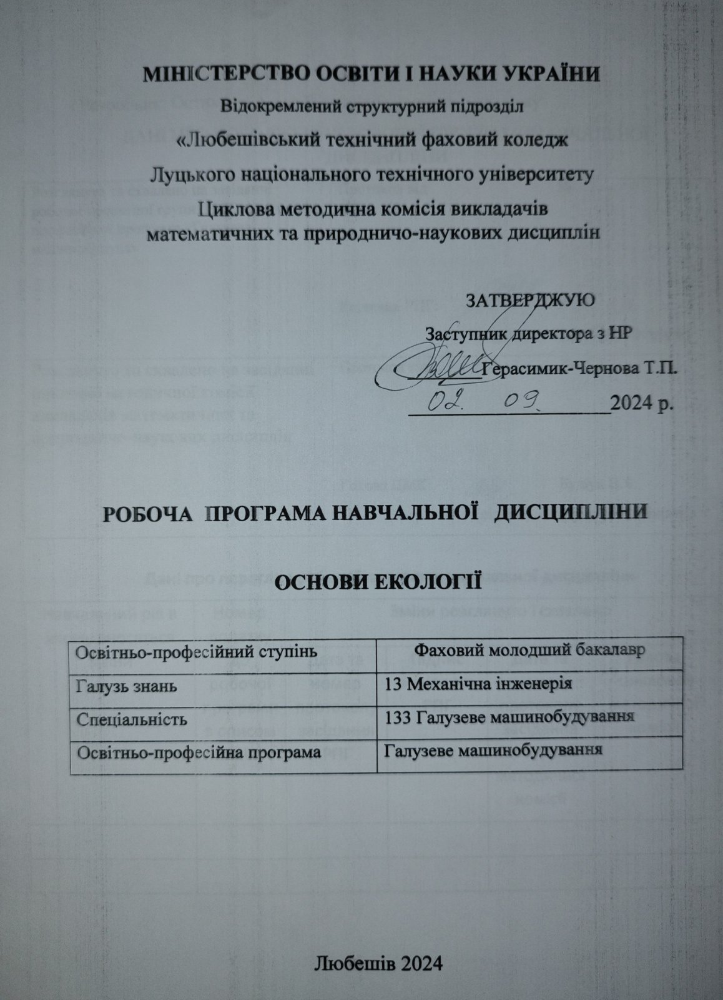 МІНІСТЕРСТВО ОСВІТИ І НАУКИ УКРАЇНИ
Відокремлений структурний підрозділ
«Любешівський технічний фаховий коледж
Луцького національного технічного університету
Циклова методична комісія викладачів
математичних та природничо-наукових дисциплін
ЗАТВЕРДЖУЮ
Заступник директора з НР
Герасимик-Чернова Т.П.
02. 09. 2024 р.
РОБОЧА ПРОГРАМА НАВЧАЛЬНОЇ ДИСЦИПЛІНИ
ОСНОВИ ЕКОЛОГІЇ
Освітньо-професійний ступінь Фаховий молодший бакалавр
Галузь знань 13 Механічна інженерія
Спеціальність 133 Галузеве машинобудування
Освітньо-професійна програма Галузеве машинобудування
Любешів 2024